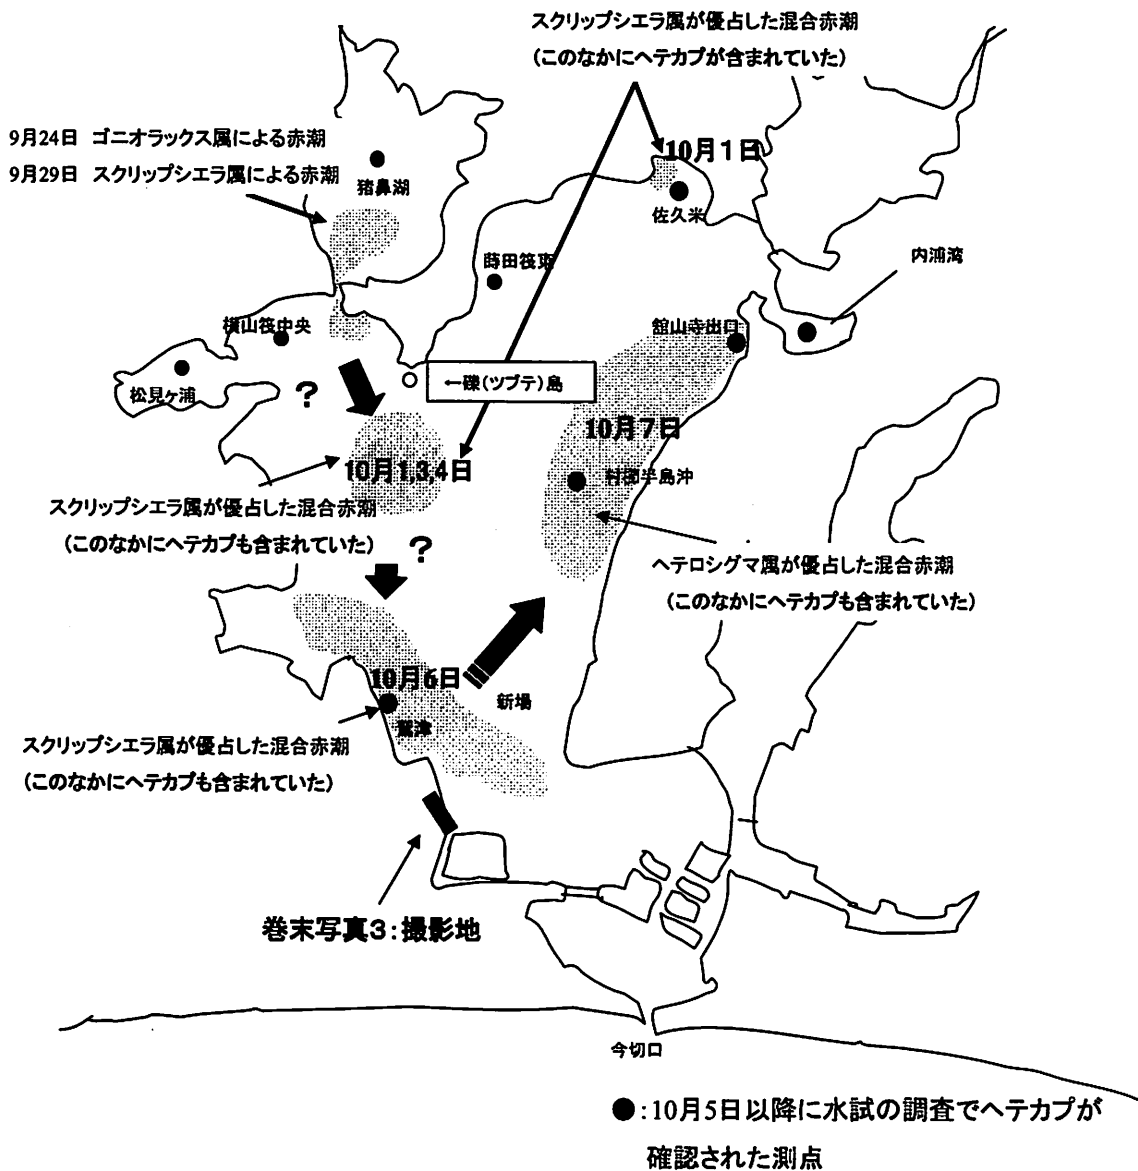 スクリップシエラ属が優占した混合赤潮
(このなかにヘテカプが含まれていた)
9月24日 ゴニオラックス属による赤潮
9月29日 スクリップシエラ属による赤潮
10月1日
猪鼻湖
佐久米
内浦湾
横山筏中央
舘山寺出口
松見ヶ浦
←礫(ツブテ)島
?
10月7日
10月1,3,4日
村櫛半島沖
スクリップシエラ属が優占した混合赤潮
(このなかにヘテカプも含まれていた)
?
ヘテロシグマ属が優占した混合赤潮
(このなかにヘテカプも含まれていた)
10月6日
新場
鷲津
スクリップシエラ属が優占した混合赤潮
(このなかにヘテカプも含まれていた)
巻末写真3:撮影地
今切口
●:10月5日以降に水試の調査でヘテカプが
確認された測点